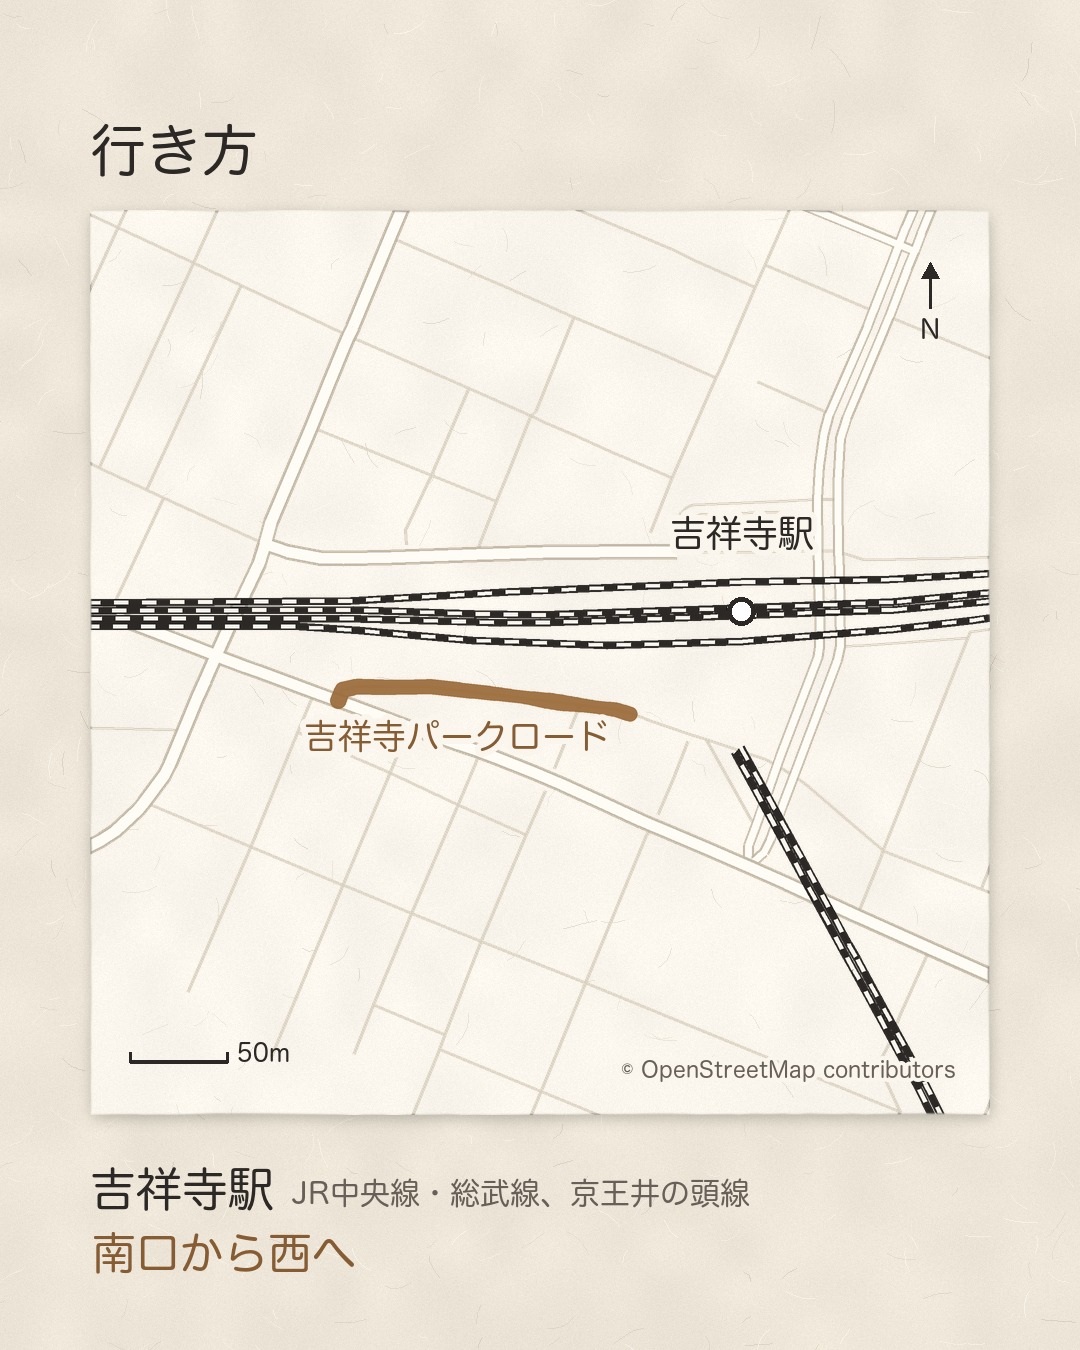 行き方
N
吉祥寺駅
吉祥寺パークロード
50m
© OpenStreetMap contributors
吉祥寺駅 JR中央線・総武線、京王井の頭線
南口から西へ